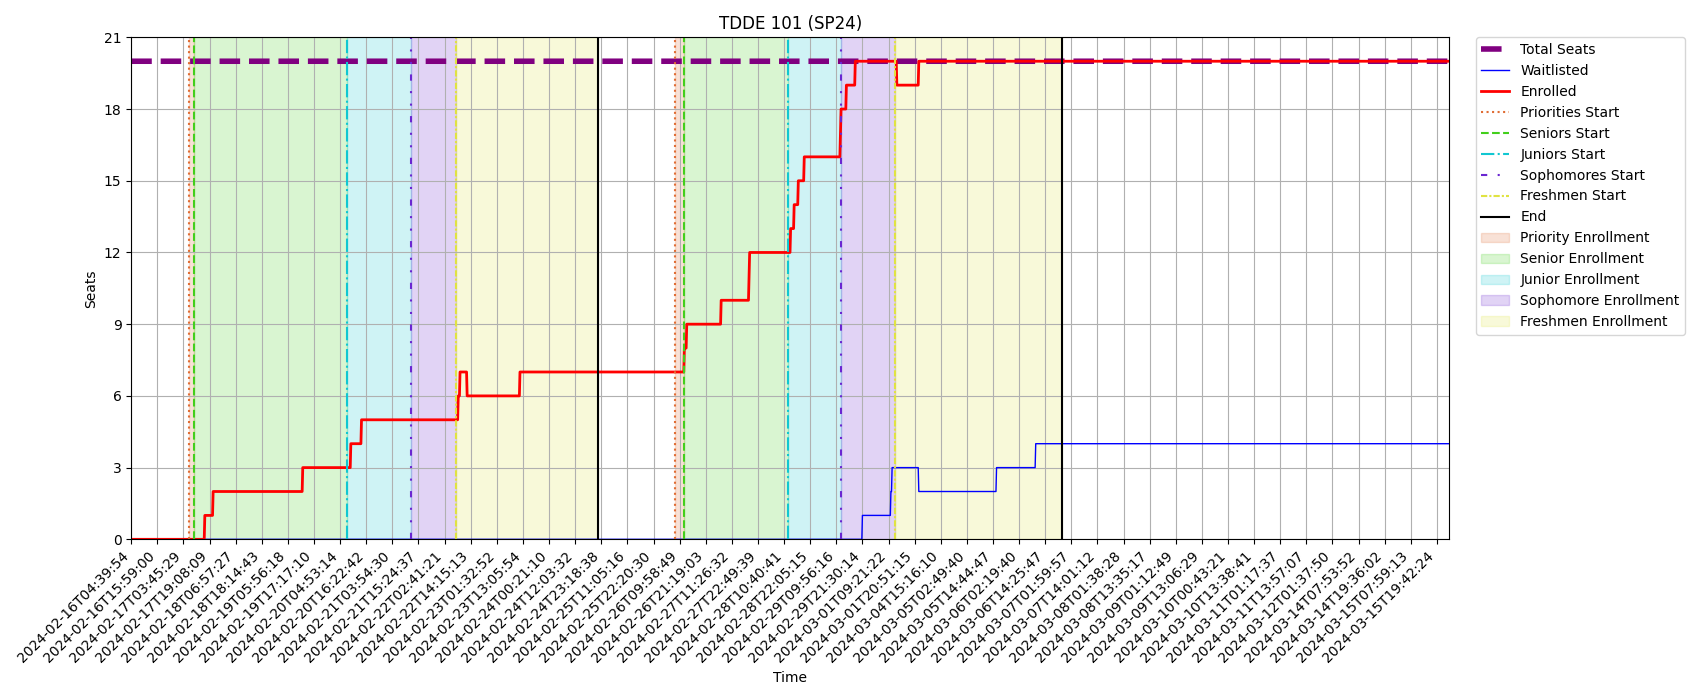 TDDE 101 (SP24)
21
18
15
12
9
6
3
0
Seats
2024-02-16T04:39:54
2024-02-16T15:59:00
2024-02-17T03:45:29
2024-02-17T19:08:09
2024-02-18T06:57:27
2024-02-18T18:14:43
2024-02-19T05:56:18
2024-02-19T17:17:10
2024-02-20T04:53:14
2024-02-20T16:22:42
2024-02-21T03:54:30
2024-02-21T15:24:37
2024-02-22T02:41:21
2024-02-22T14:15:13
2024-02-23T01:32:52
2024-02-23T13:05:54
2024-02-24T00:21:10
2024-02-24T12:03:32
2024-02-24T23:18:38
2024-02-25T11:05:16
2024-02-25T22:20:30
2024-02-26T09:58:49
2024-02-26T21:19:03
2024-02-27T11:26:32
2024-02-27T22:49:39
2024-02-28T10:40:41
2024-02-28T22:05:15
2024-02-29T09:56:16
2024-02-29T21:30:14
2024-03-01T09:21:22
2024-03-01T20:51:15
2024-03-04T15:16:10
2024-03-05T02:49:40
2024-03-05T14:44:47
2024-03-06T02:19:40
2024-03-06T14:25:47
2024-03-07T01:59:57
2024-03-07T14:01:12
2024-03-08T01:38:28
2024-03-08T13:35:17
2024-03-09T01:12:49
2024-03-09T13:06:29
2024-03-10T00:43:21
2024-03-10T13:38:41
2024-03-11T01:17:37
2024-03-11T13:57:07
2024-03-12T01:37:50
2024-03-14T07:53:52
2024-03-14T19:36:02
2024-03-15T07:59:13
2024-03-15T19:42:24
Time
Total Seats
Waitlisted
Enrolled
Priorities Start
Seniors Start
Juniors Start
Sophomores Start
Freshmen Start
End
Priority Enrollment
Senior Enrollment
Junior Enrollment
Sophomore Enrollment
Freshmen Enrollment